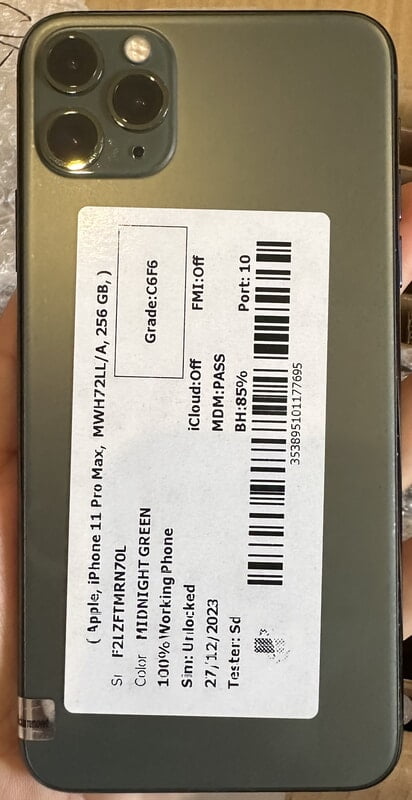 ( Apple, iPhone 11 Pro Max, MWH72LL/A, 256 GB, )
F2LZFTMRN70L
Color MIDNIGHT GREEN
100% Working Phone
Sim: Unlocked
27/12/2023
Tester: Sd
Grade:C6F6
iCloud:Off FMI:Off
MDM:PASS
BH:85% Port: 10
353895101177695